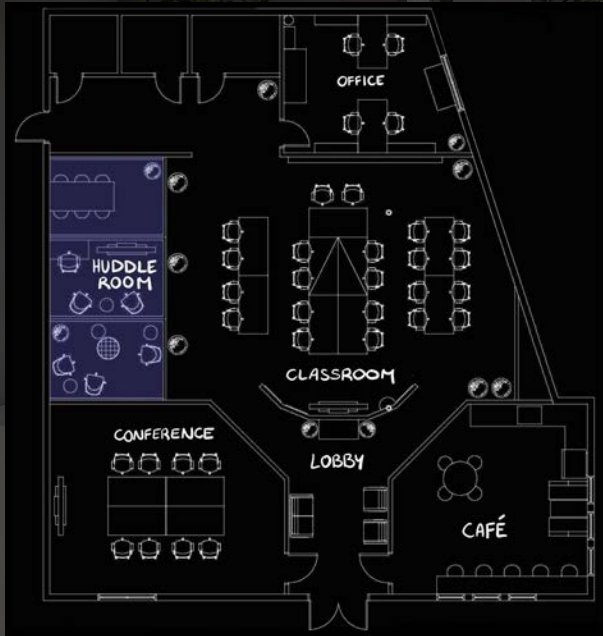 OFFICE
HUDDLE
ROOM
CLASSROOM
CONFERENCE
LOBBY
CAFÉ